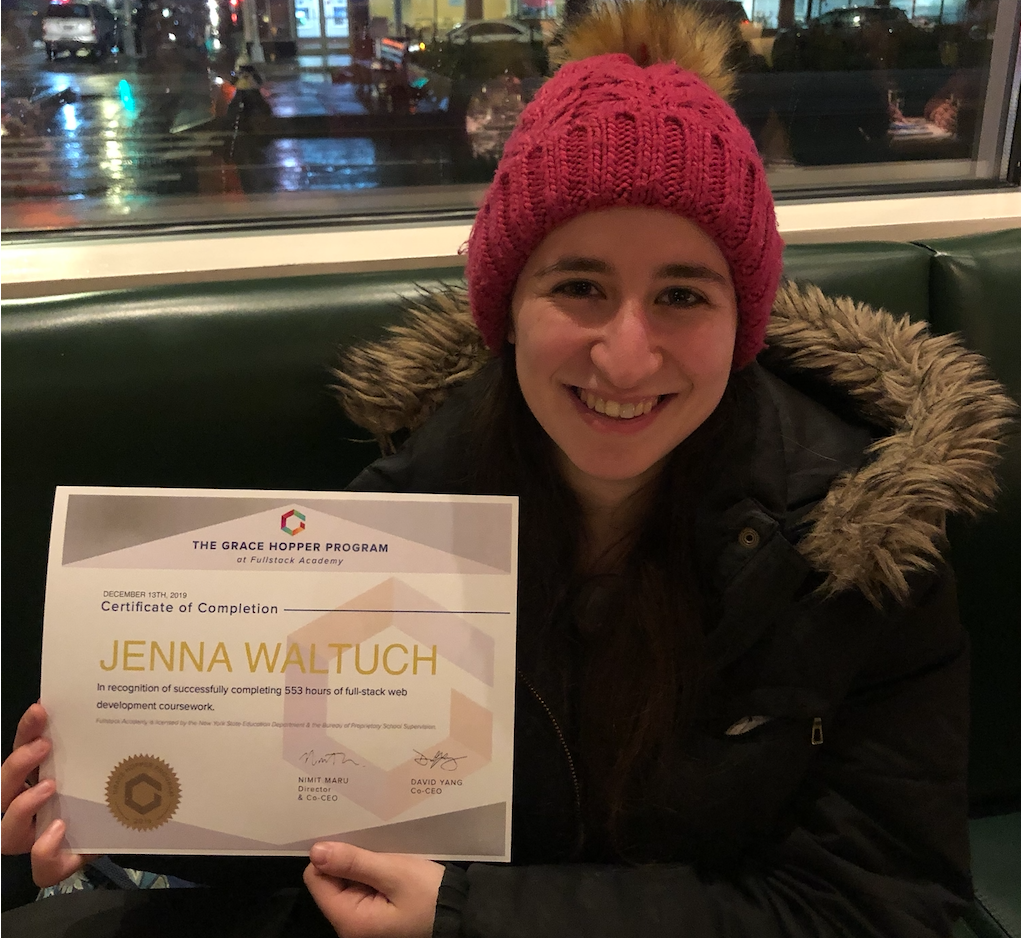 THE GRACE HOPPER PROGRAM
at Fullstack Academy
DECEMBER 13TH, 2019
Certificate of Completion
JENNA WALTUCH
In recognition of successfully completing 553 hours of full-stack web
development coursework.
Fullstack Academy is licensed by the New York State Education Department & the Bureau of Proprietary School Supervision.
NIMIT MARU
Director
& Co-CEO
DAVID YANG
Co-CEO